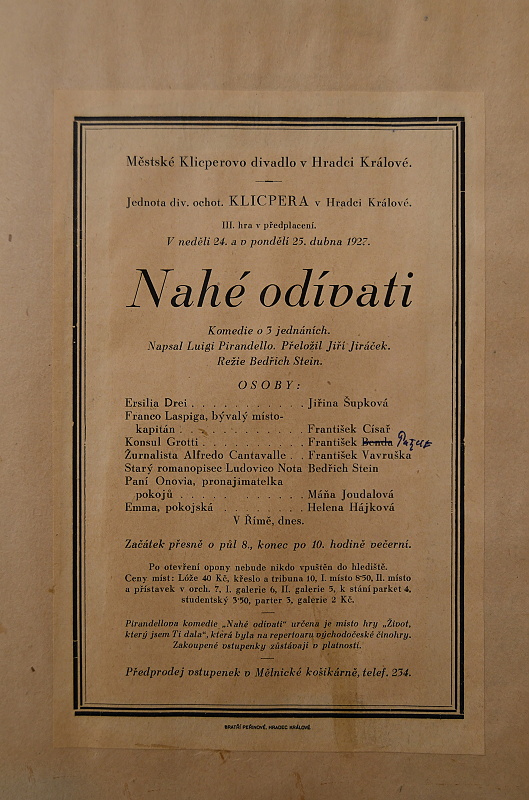 Městské Klicperovo divadlo v Hradci Králové.
Jednota div. ochot. KLICPERA v Hradci Králové.
III. hra v předplacení.
V neděli 24. a v pondělí 25. dubna 1927.
Nahé odívati
Komedie o 3 jednáních.
Napsal Luigi Pirandello. Přeložil Jiří Jiráček.
Režie Bedřich Stein.
OSOBY:
Ersilia Drei . . . . . . . . . . . Jiřina Šupková
Franco Laspiga, bývalý místo-
kapitán . . . . . . . . . . . . František Císař
Konsul Grotti . . . . . . . . . . František Benda
Žurnalista Alfredo Cantavalle . . František Vavruška
Starý romanopisec Ludovico Nota Bedřich Stein
Paní Onovia, pronajimatelka
pokojů . . . . . . . . . . . . Máňa Joudalová
Emma, pokojská . . . . . . . . Helena Hájková
V Římě, dnes.
Začátek přesně o půl 8., konec po 10. hodině večerní.
Po otevření opony nebude nikdo vpuštěn do hlediště.
Ceny míst: Lóže 40 Kč, křeslo a tribuna 10, I. místo 8·50, II. místo
a přístavek v orch. 7, I. galerie 6, II. galerie 5, k stání parket 4,
studentský 3·50, parter 3, galerie 2 Kč.
Pirandellova komedie „Nahé odívati“ určena je místo hry „Život,
který jsem Ti dala“, která byla na repertoaru východočeské činohry.
Zakoupené vstupenky zůstávají v platnosti.
Předprodej vstupenek v Mělnické košíkárně, telef. 234.
BRATŘI PEŘINOVÉ, HRADEC KRÁLOVÉ.